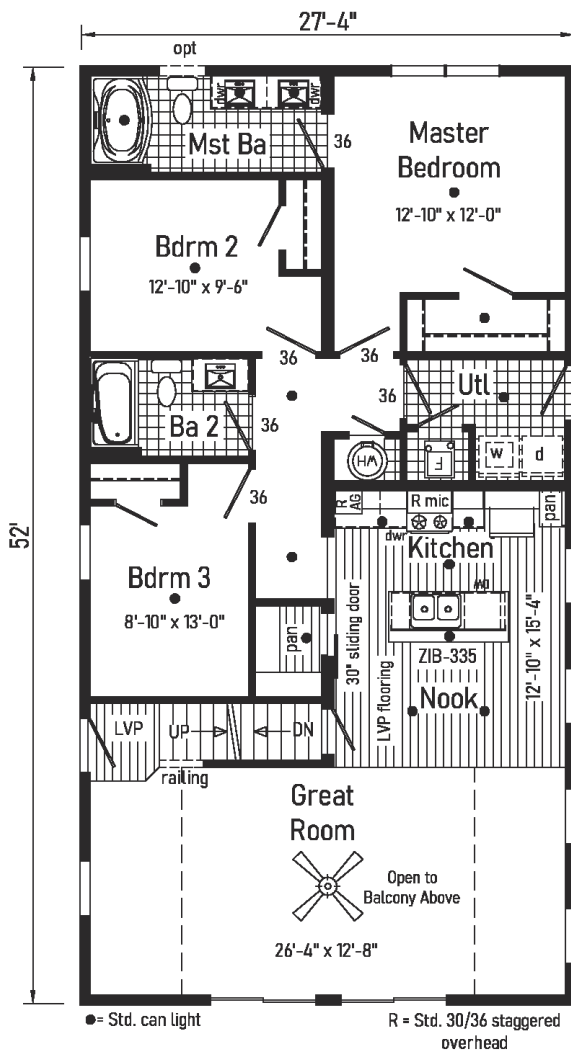 27'-4"
opt
dwr
dwr
Mst Ba
36
Master
Bedroom
12'-10" x 12'-0"
Bdrm 2
12'-10" x 9'-6"
36
36
36
Utl
Ba 2
36
WH
F
w
d
36
R
AG
R mic
pan
dwr
Kitchen
52'
Bdrm 3
8'-10" x 13'-0"
pan
30" sliding door
LVP flooring
ZIB-335
12'-10" x 15'-4"
Nook
LVP
UP
DN
railing
Great
Room
Open to
Balcony Above
26'-4" x 12'-8"
= Std. can light
R = Std. 30/36 staggered
overhead